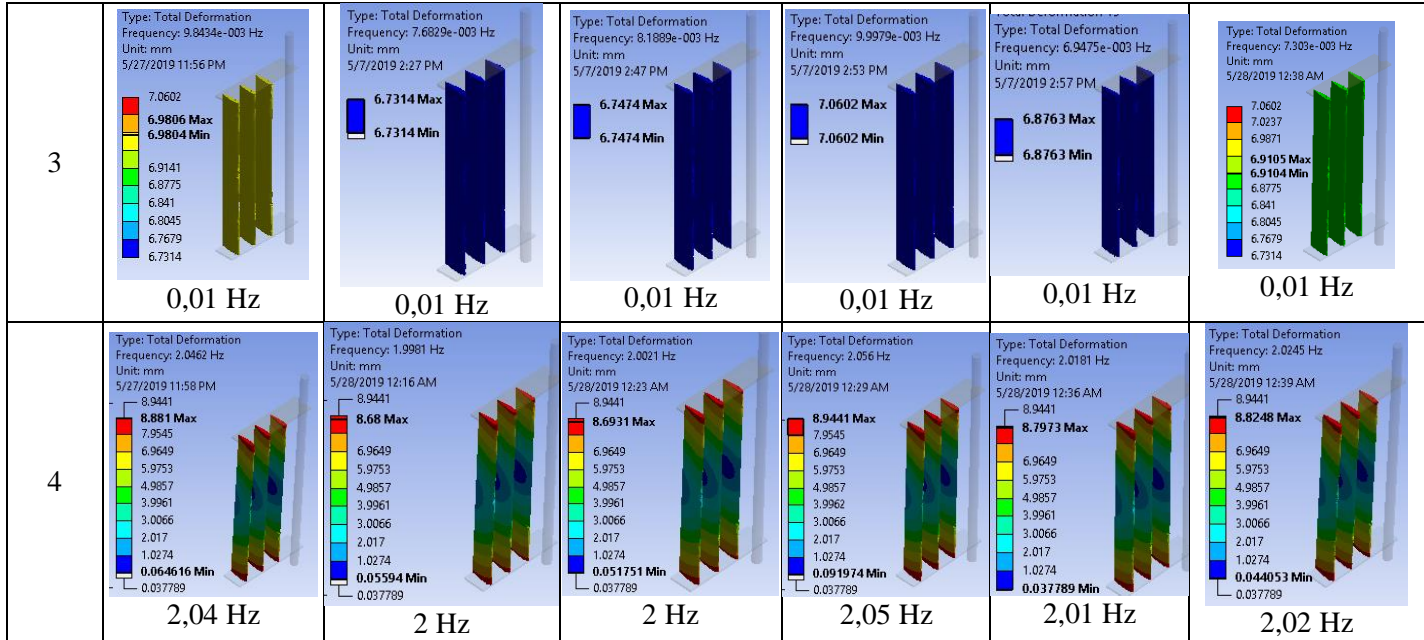 3
Type: Total Deformation
Frequency: 9.8434e-003 Hz
Unit: mm
5/27/2019 11:56 PM
7.0602
6.9806 Max
6.9804 Min
6.9141
6.8775
6.841
6.8045
6.7679
6.7314
0,01 Hz
Type: Total Deformation
Frequency: 7.6829e-003 Hz
Unit: mm
5/7/2019 2:27 PM
6.7314 Max
6.7314 Min
0,01 Hz
Type: Total Deformation
Frequency: 8.1889e-003 Hz
Unit: mm
5/7/2019 2:47 PM
6.7474 Max
6.7474 Min
0,01 Hz
Type: Total Deformation
Frequency: 9.9979e-003 Hz
Unit: mm
5/7/2019 2:53 PM
7.0602 Max
7.0602 Min
0,01 Hz
Frequency: 6.9475e-003 Hz
Unit: mm
5/7/2019 2:57 PM
6.8763 Max
6.8763 Min
0,01 Hz
Type: Total Deformation
Frequency: 7.303e-003 Hz
Unit: mm
5/28/2019 12:38 AM
7.0602
7.0237
6.9871
6.9105 Max
6.9104 Min
6.8775
6.841
6.8045
6.7679
6.7314
0,01 Hz
4
Type: Total Deformation
Frequency: 2.0462 Hz
Unit: mm
5/27/2019 11:58 PM
8.9441
8.881 Max
7.9545
6.9649
5.9753
4.9857
3.9961
3.0066
2.017
1.0274
0.064616 Min
0.037789
2,04 Hz
Type: Total Deformation
Frequency: 1.9981 Hz
Unit: mm
5/28/2019 12:16 AM
8.9441
8.68 Max
7.9545
6.9649
5.9753
4.9857
3.9961
3.0066
2.017
1.0274
0.05594 Min
0.037789
2 Hz
Type: Total Deformation
Frequency: 2.0021 Hz
Unit: mm
5/28/2019 12:23 AM
8.9441
8.6931 Max
7.9545
6.9649
5.9753
4.9857
3.9961
3.0066
2.017
1.0274
0.051751 Min
0.037789
2 Hz
Type: Total Deformation
Frequency: 2.056 Hz
Unit: mm
5/28/2019 12:29 AM
8.9441 Max
7.9545
6.9649
5.9753
4.9857
3.9962
3.0066
2.017
1.0274
0.091974 Min
0.037789
2,05 Hz
Type: Total Deformation
Frequency: 2.0181 Hz
Unit: mm
5/28/2019 12:36 AM
8.9441
8.7973 Max
6.9649
5.9753
4.9857
3.9961
3.0066
2.017
1.0274
0.037789 Min
2,01 Hz
Type: Total Deformation
Frequency: 2.0245 Hz
Unit: mm
5/28/2019 12:39 AM
8.9441
8.8248 Max
7.9545
6.9649
5.9753
4.9857
3.9961
3.0066
2.017
1.0274
0.044053 Min
0.037789
2,02 Hz